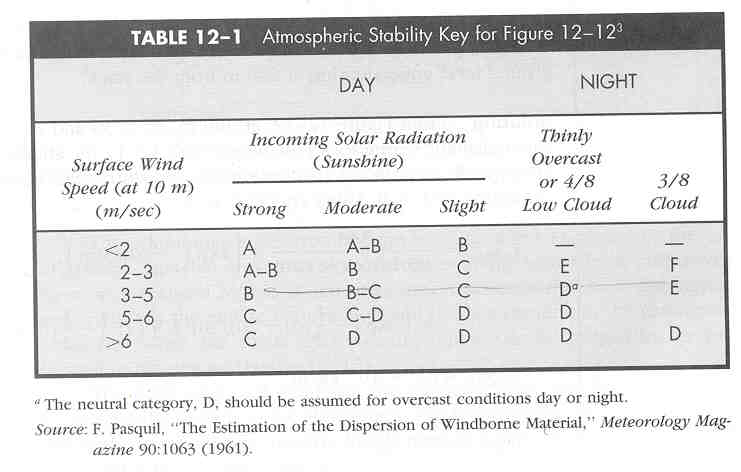 TABLE 12–1 Atmospheric Stability Key for Figure 12–12³
DAY NIGHT
Incoming Solar Radiation Thinly
Surface Wind (Sunshine) Overcast
Speed (at 10 m) or 4/8 3/8
(m/sec) Strong Moderate Slight Low Cloud Cloud
<2 A A–B B — —
2–3 A–B B C E F
3–5 B B–C C Dᵃ E
5–6 C C–D D D
>6 C D D D D
ᵃ The neutral category, D, should be assumed for overcast conditions day or night.
Source: F. Pasquil, “The Estimation of the Dispersion of Windborne Material,” Meteorology Mag-
azine 90:1063 (1961).